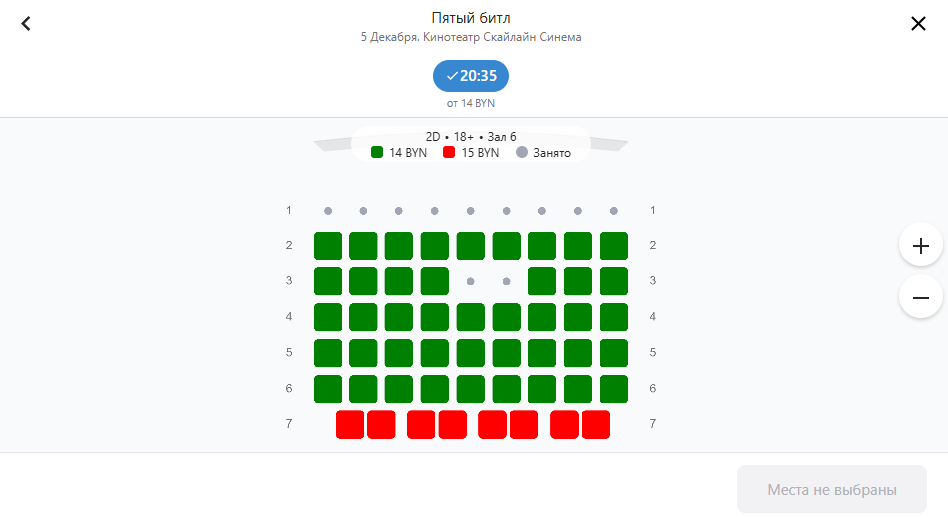 Пятый битл
5 Декабря. Кинотеатр Скайлайн Синема
20:35
от 14 BYN
2D • 18+ • Зал 6
14 BYN 15 BYN Занято
1 1
2 2
3 3
4 4
5 5
6 6
7 7
Места не выбраны